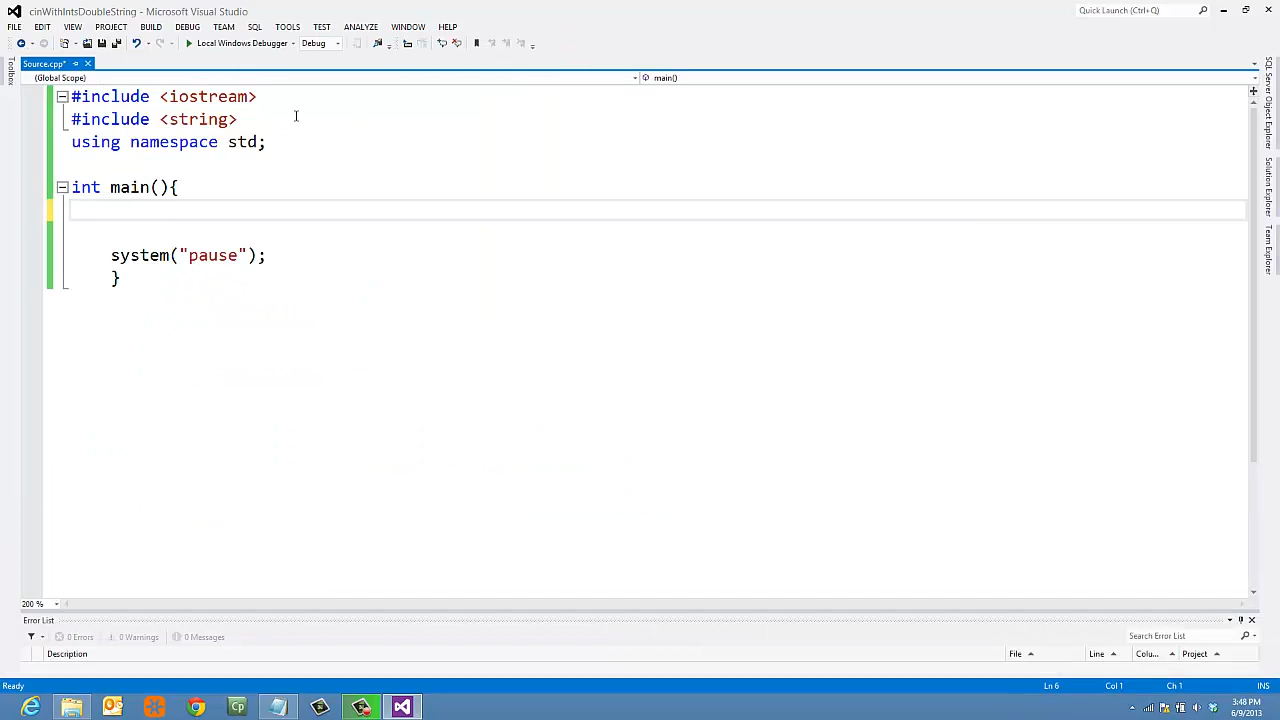 cinWithIntsDoubleString - Microsoft Visual Studio
Quick Launch (Ctrl+Q)
FILE EDIT VIEW PROJECT BUILD DEBUG TEAM SQL TOOLS TEST ANALYZE WINDOW HELP
Local Windows Debugger Debug
Source.cpp*
Toolbox
(Global Scope) main()
#include <iostream>
#include <string>
using namespace std;
int main(){
system("pause");
}
SQL Server Object Explorer
Solution Explorer
Team Explorer
200 %
Error List
0 Errors 0 Warnings 0 Messages
Search Error List
Description File Line Colu... Project
Ready Ln 6 Col 1 Ch 1 INS
Cp
3:48 PM
6/9/2013